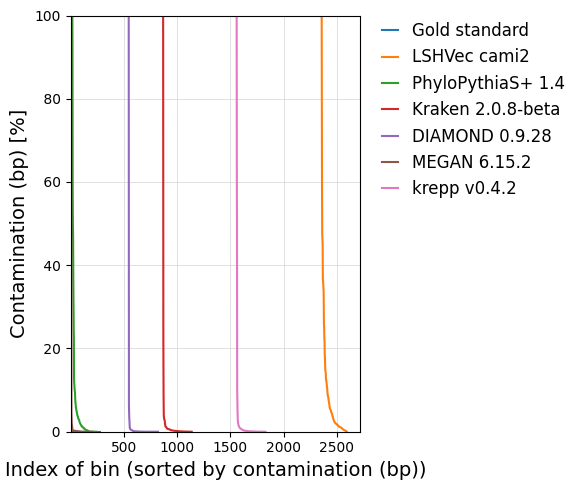 100
80
60
40
20
0
Contamination (bp) [%]
500
1000
1500
2000
2500
Index of bin (sorted by contamination (bp))
Gold standard
LSHVec cami2
PhyloPythiaS+ 1.4
Kraken 2.0.8-beta
DIAMOND 0.9.28
MEGAN 6.15.2
krepp v0.4.2